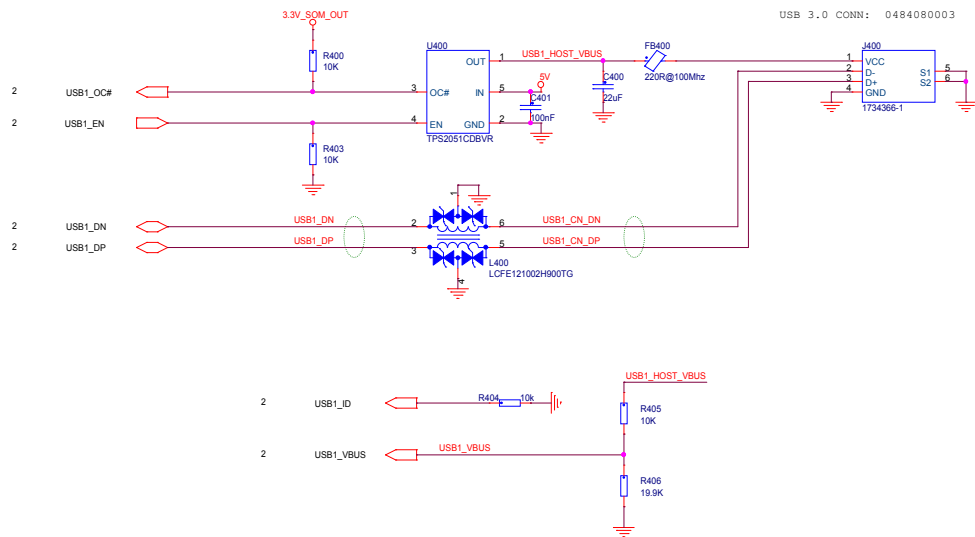 3.3V_SOM_OUT
USB 3.0 CONN: 0484080003
R400
10K
U400
OUT
1
USB1_HOST_VBUS
FB400
220R@100Mhz
J400
1 VCC
2 D-
3 D+
4 GND
S1 5
S2 6
1734366-1
2 USB1_OC#
3 OC#
IN 5
5V
C401
100nF
C400
22uF
2 USB1_EN
4 EN
GND 2
TPS2051CDBVR
R403
10K
1
2 USB1_DN
USB1_DN
2
6
USB1_CN_DN
2 USB1_DP
USB1_DP
3
5
USB1_CN_DP
4
L400
LCFE121002H900TG
USB1_HOST_VBUS
2 USB1_ID
R404 10k
R405
10K
2 USB1_VBUS
USB1_VBUS
R406
19.9K